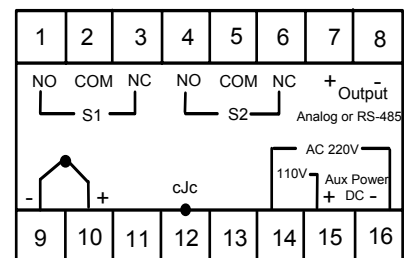 1 2 3 4 5 6 7 8
NO COM NC NO COM NC + -
Output
S1 S2
Analog or RS-485
AC 220V
110V
Aux Power
cJc
- + + DC -
9 10 11 12 13 14 15 16